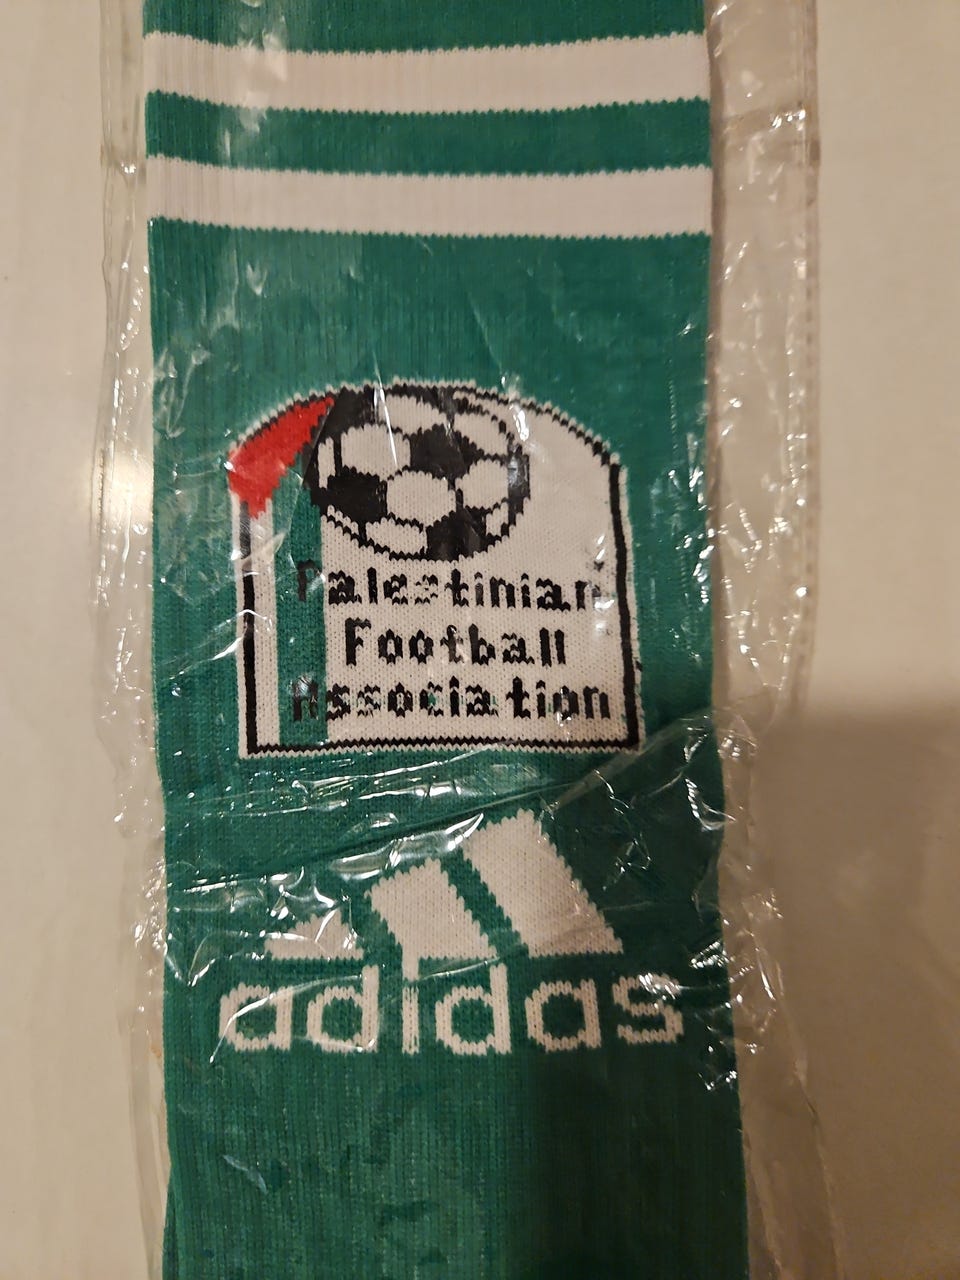 Palestinian
Football
Association
adidas